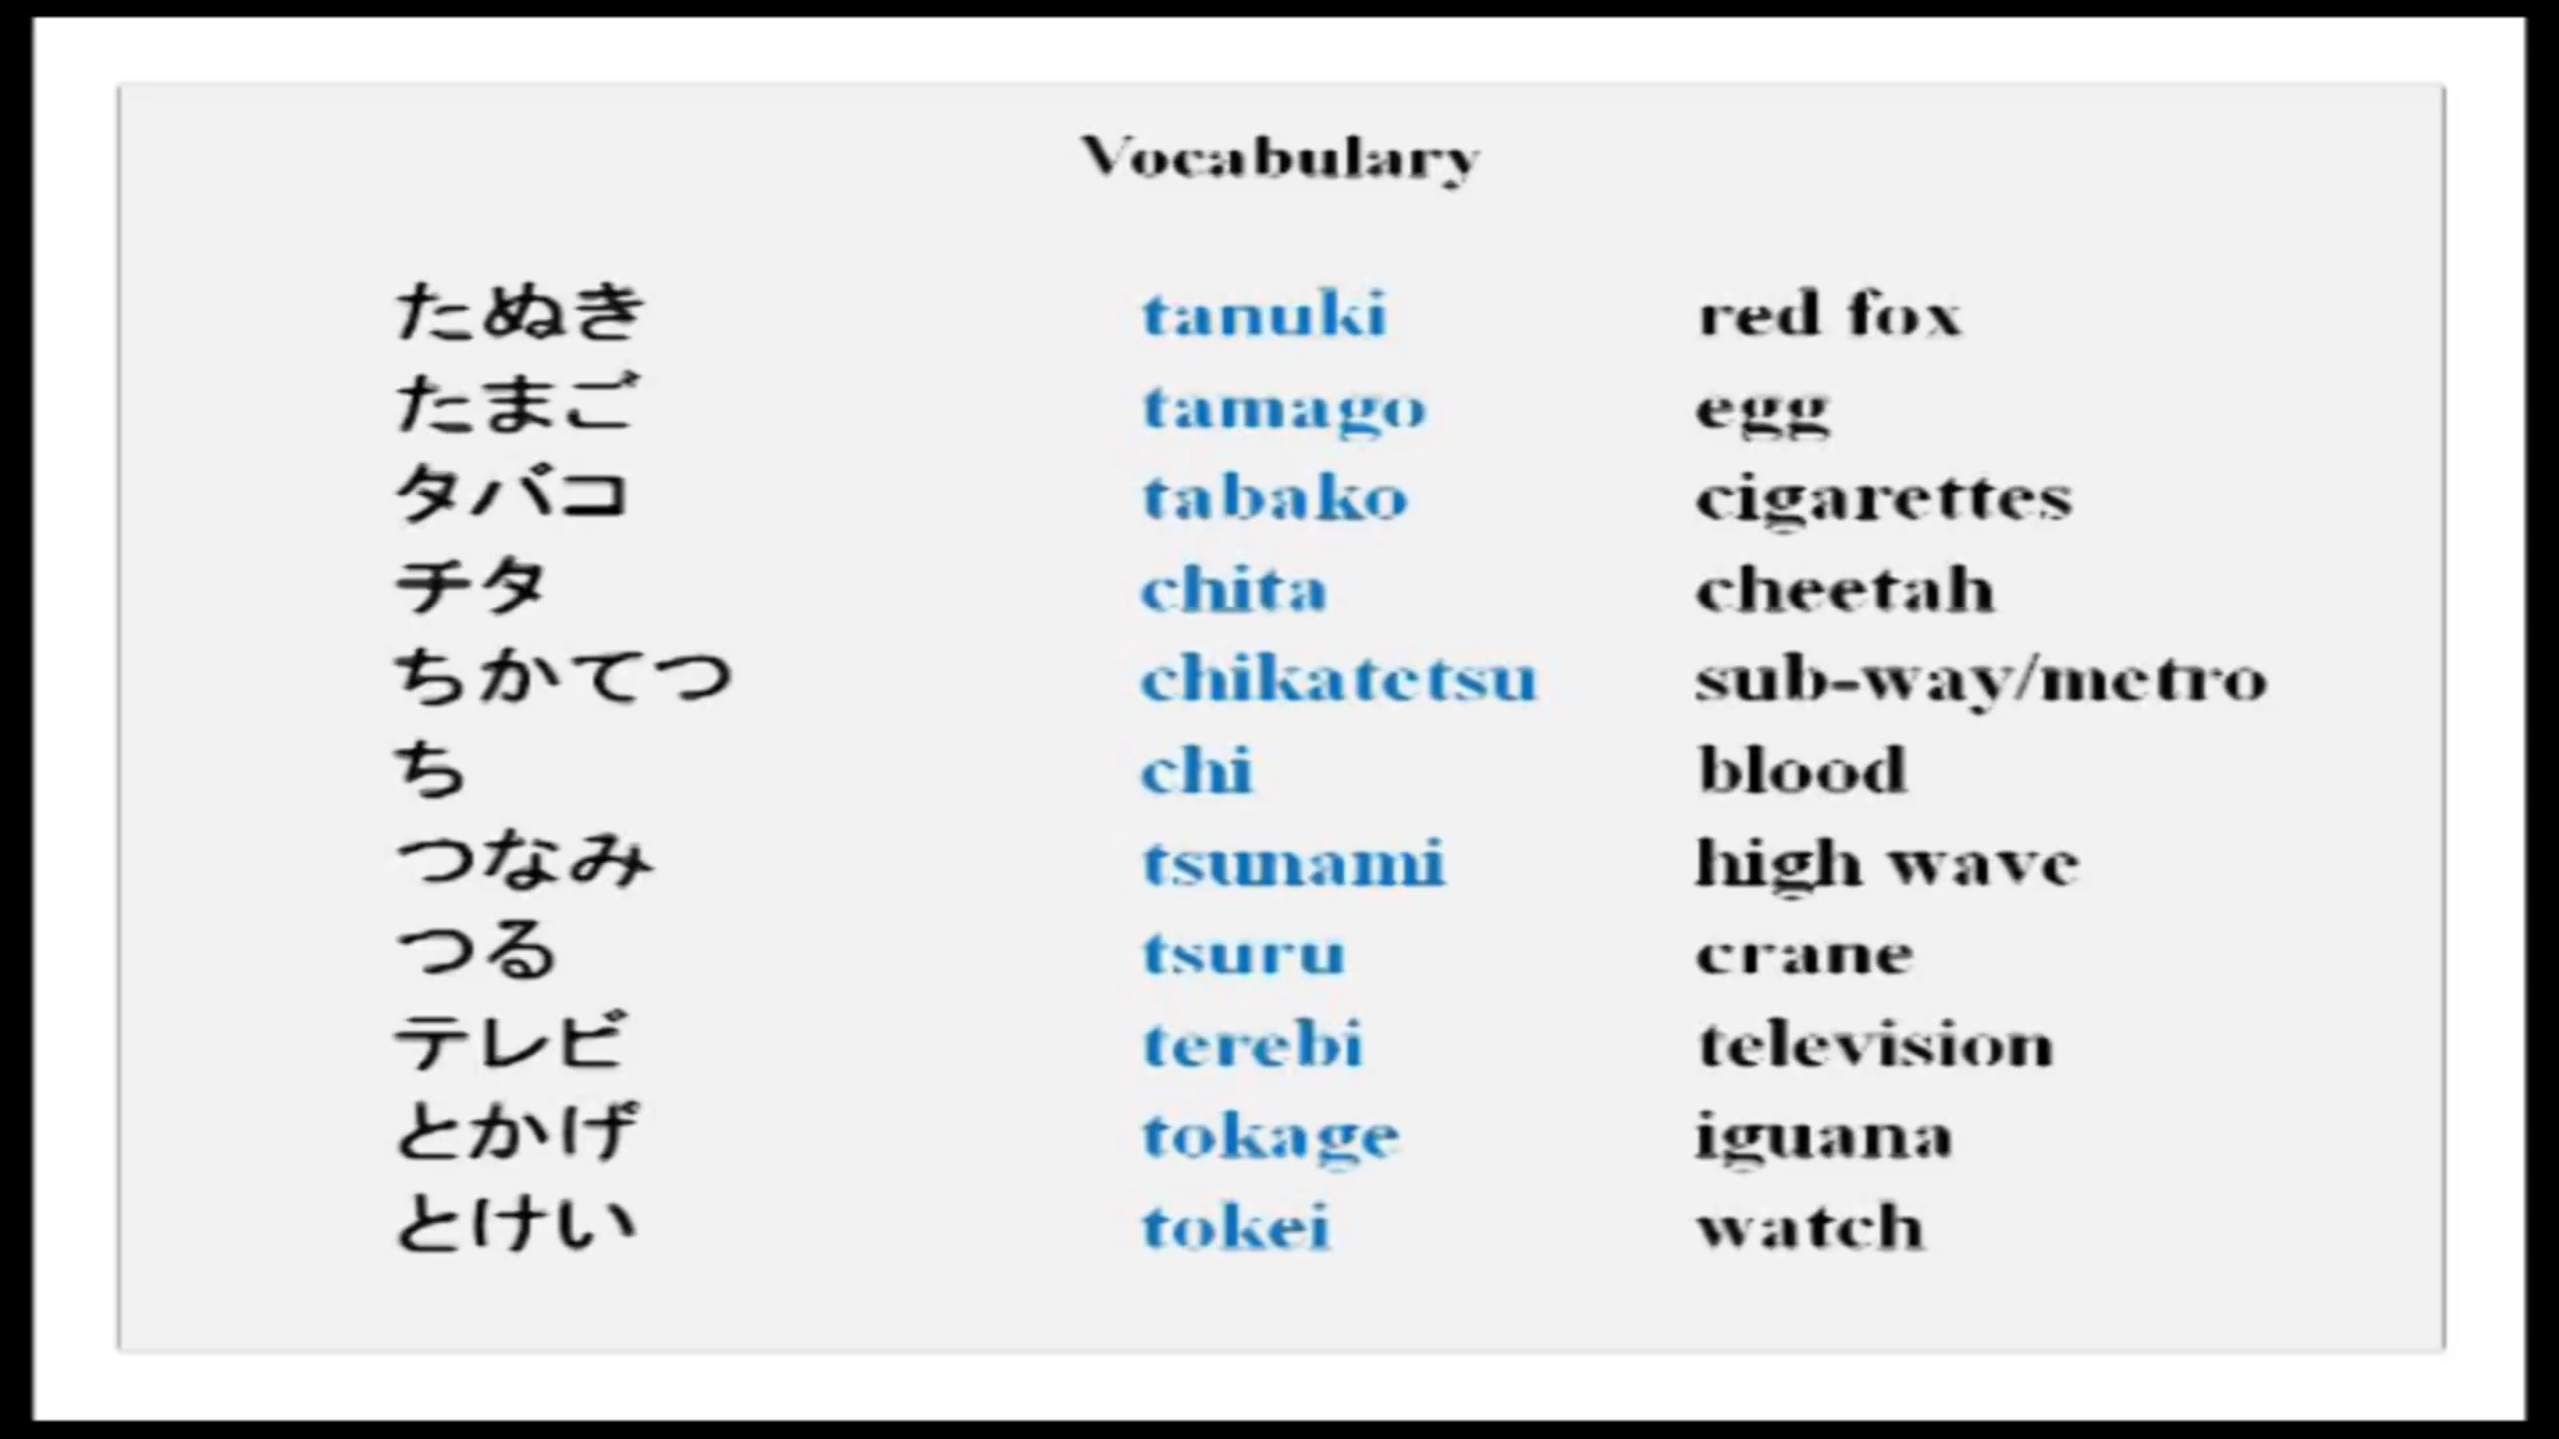 Vocabulary
たぬき tanuki red fox
たまご tamago egg
タバコ tabako cigarettes
チタ chita cheetah
ちかてつ chikatetsu sub-way/metro
ち chi blood
つなみ tsunami high wave
つる tsuru crane
テレビ terebi television
とかげ tokage iguana
とけい tokei watch